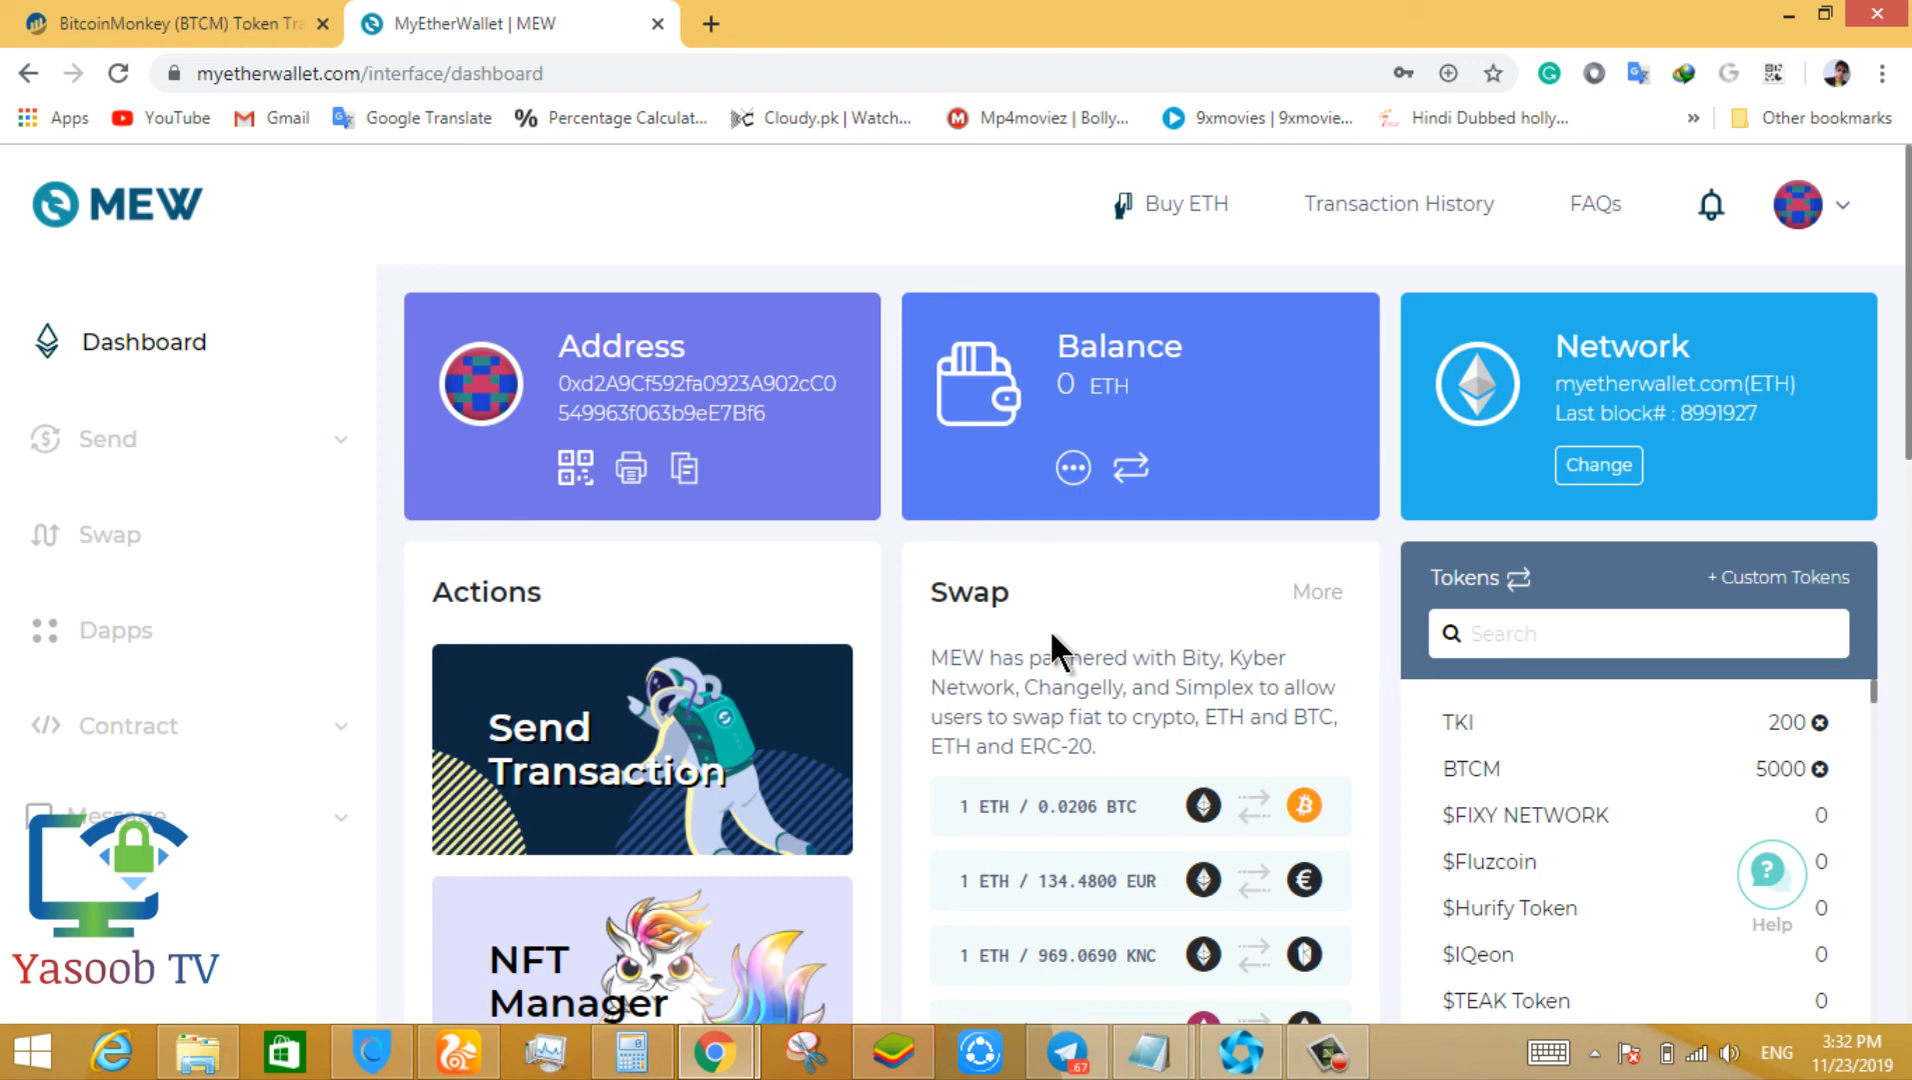 BitcoinMonkey (BTCM) Token Tra
MyEtherWallet | MEW
myetherwallet.com/interface/dashboard
Apps
YouTube
Gmail
Google Translate
Percentage Calculat...
Cloudy.pk | Watch...
Mp4moviez | Bolly...
9xmovies | 9xmovie...
Hindi Dubbed holly...
»
Other bookmarks
MEW
Buy ETH
Transaction History
FAQs
Dashboard
Send
Swap
Dapps
Contract
Message
Yasoob TV
Address
0xd2A9Cf592fa0923A902cC0
549963f063b9eE7Bf6
Balance
0 ETH
Network
myetherwallet.com(ETH)
Last block# : 8991927
Change
Actions
Send
Transaction
NFT
Manager
Swap
More
MEW has partnered with Bity, Kyber
Network, Changelly, and Simplex to allow
users to swap fiat to crypto, ETH and BTC,
ETH and ERC-20.
1 ETH / 0.0206 BTC
1 ETH / 134.4800 EUR
1 ETH / 969.0690 KNC
Tokens
+ Custom Tokens
Search
TKI 200
BTCM 5000
$FIXY NETWORK 0
$Fluzcoin 0
$Hurify Token 0
$IQeon 0
$TEAK Token 0
Help
67
ENG
3:32 PM
11/23/2019